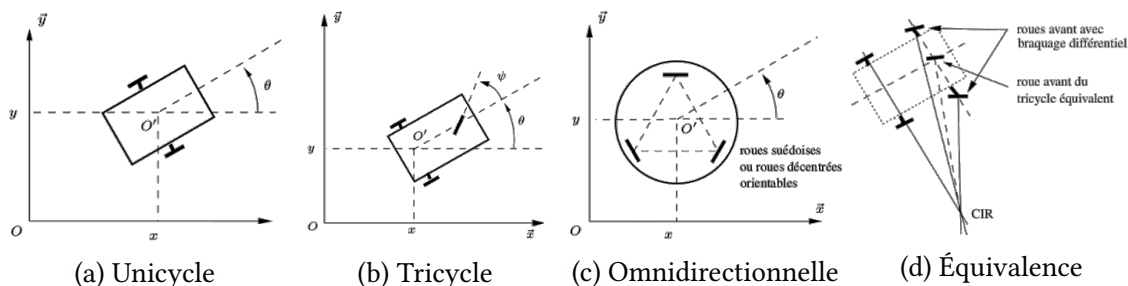 y⃗
θ
y
O'
O
x
(a) Unicycle
y⃗
ψ
θ
y
O'
O
x
x⃗
(b) Tricycle
y⃗
θ
y
O'
roues suédoises
ou roues décentrées
orientables
O
x
x⃗
(c) Omnidirectionnelle
roues avant avec
braquage différentiel
roue avant du
tricycle équivalent
CIR
(d) Équivalence